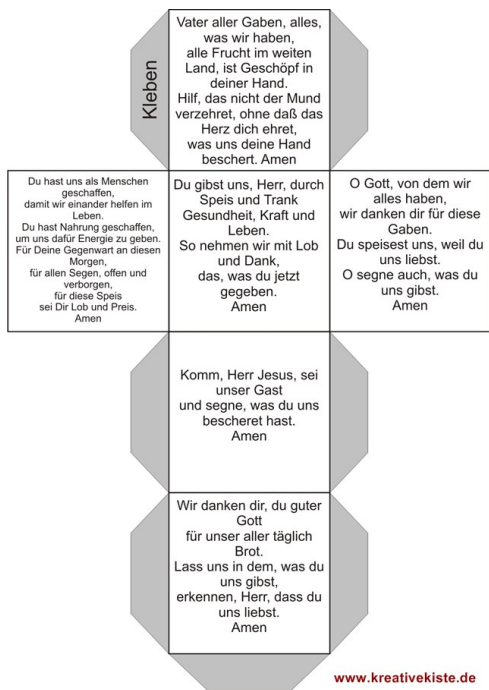 Vater aller Gaben, alles,
was wir haben,
alle Frucht im weiten
Land, ist Geschöpf in
deiner Hand.
Hilf, das nicht der Mund
verzehret, ohne daß das
Herz dich ehret,
was uns deine Hand
beschert. Amen
Kleben
Du hast uns als Menschen
geschaffen,
damit wir einander helfen im
Leben.
Du hast Nahrung geschaffen,
um uns dafür Energie zu geben.
Für Deine Gegenwart an diesen
Morgen,
für allen Segen, offen und
verborgen,
für diese Speis
sei Dir Lob und Preis.
Amen
Du gibst uns, Herr, durch
Speis und Trank
Gesundheit, Kraft und
Leben.
So nehmen wir mit Lob
und Dank,
das, was du jetzt
gegeben.
Amen
O Gott, von dem wir
alles haben,
wir danken dir für diese
Gaben.
Du speisest uns, weil du
uns liebst.
O segne auch, was du
uns gibst.
Amen
Komm, Herr Jesus, sei
unser Gast
und segne, was du uns
bescheret hast.
Amen
Wir danken dir, du guter
Gott
für unser aller täglich
Brot.
Lass uns in dem, was du
uns gibst,
erkennen, Herr, dass du
uns liebst.
Amen
www.kreativekiste.de